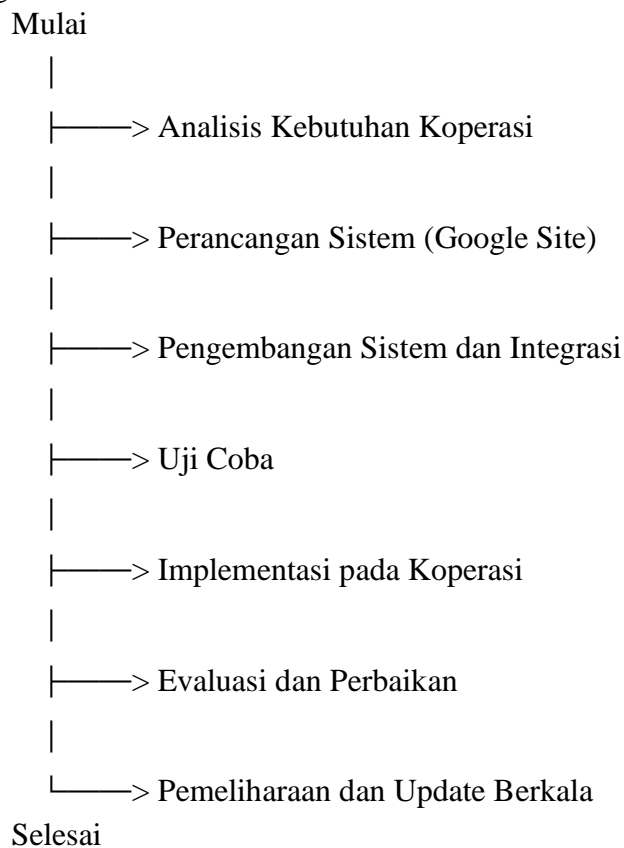 Mulai
│
├────> Analisis Kebutuhan Koperasi
│
├────> Perancangan Sistem (Google Site)
│
├────> Pengembangan Sistem dan Integrasi
│
├────> Uji Coba
│
├────> Implementasi pada Koperasi
│
├────> Evaluasi dan Perbaikan
│
└────> Pemeliharaan dan Update Berkala
Selesai